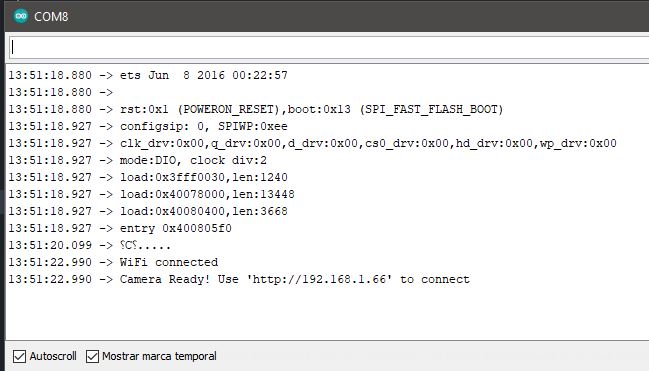 COM8
13:51:18.880 -> ets Jun  8 2016 00:22:57
13:51:18.880 ->
13:51:18.880 -> rst:0x1 (POWERON_RESET),boot:0x13 (SPI_FAST_FLASH_BOOT)
13:51:18.927 -> configsip: 0, SPIWP:0xee
13:51:18.927 -> clk_drv:0x00,q_drv:0x00,d_drv:0x00,cs0_drv:0x00,hd_drv:0x00,wp_drv:0x00
13:51:18.927 -> mode:DIO, clock div:2
13:51:18.927 -> load:0x3fff0030,len:1240
13:51:18.927 -> load:0x40078000,len:13448
13:51:18.927 -> load:0x40080400,len:3668
13:51:18.927 -> entry 0x400805f0
13:51:20.099 -> ⸮C⸮.....
13:51:22.990 -> WiFi connected
13:51:22.990 -> Camera Ready! Use 'http://192.168.1.66' to connect
Autoscroll Mostrar marca temporal